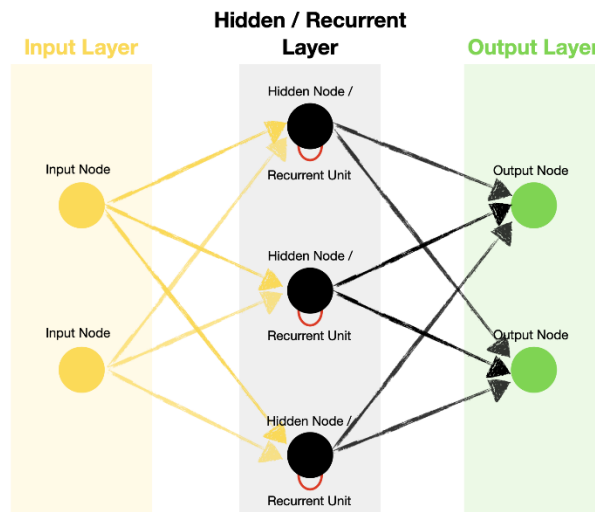 Hidden / Recurrent
Input Layer
Layer
Output Layer
Hidden Node /
Recurrent Unit
Input Node
Output Node
Hidden Node /
Recurrent Unit
Input Node
Output Node
Hidden Node /
Recurrent Unit